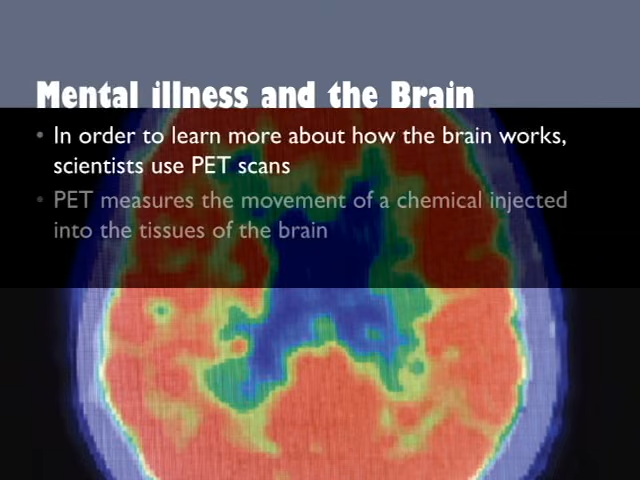 Mental illness and the Brain
• In order to learn more about how the brain works,
scientists use PET scans
• PET measures the movement of a chemical injected
into the tissues of the brain